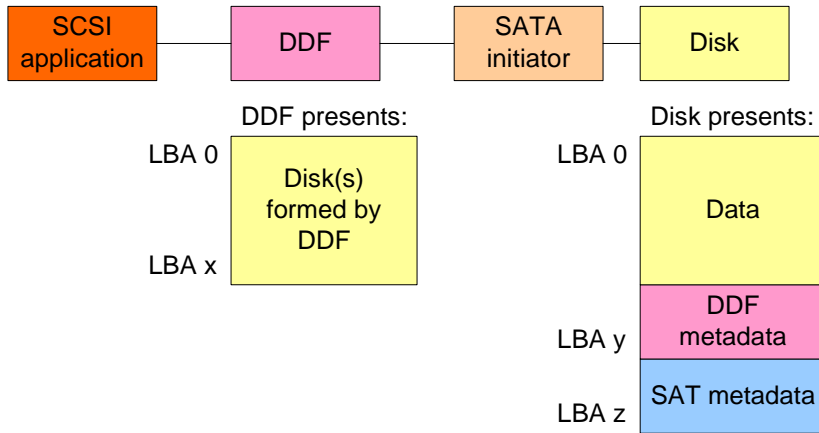 SCSI
application
DDF
SATA
initiator
Disk
DDF presents:
Disk presents:
LBA 0
Disk(s)
formed by
DDF
LBA x
LBA 0
Data
DDF
metadata
LBA y
SAT metadata
LBA z